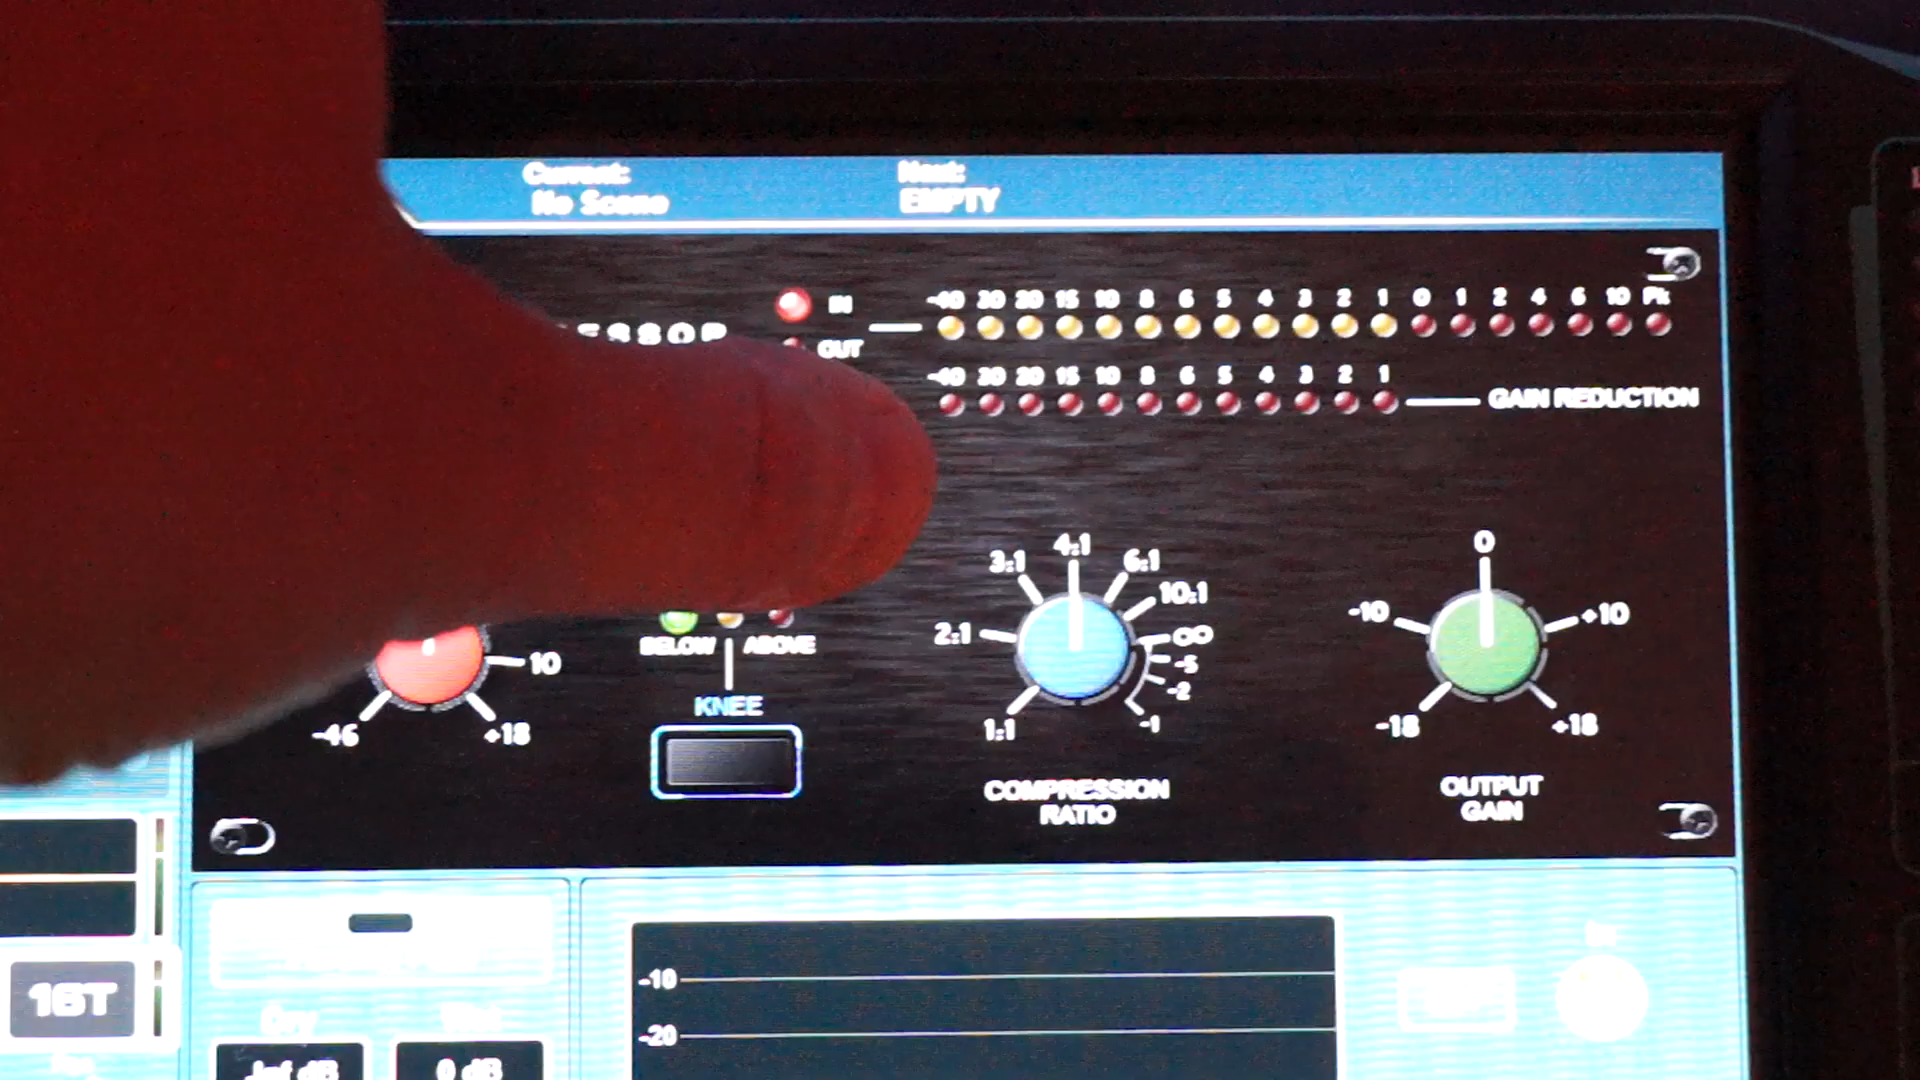 Current:
No Scene
Next:
EMPTY
IN
OUT
-40 30 20 15 10 8 6 5 4 3 2 1 0 1 2 4 6 10 Pk
-40 30 20 15 10 8 6 5 4 3 2 1
GAIN REDUCTION
10
-46
+18
BELOW
ABOVE
KNEE
1:1
2:1
3:1
4:1
6:1
10:1
∞
-5
-2
-1
COMPRESSION
RATIO
-18
-10
0
+10
+18
OUTPUT
GAIN
16T
Dry
-Inf dB
0 dB
-10
-20